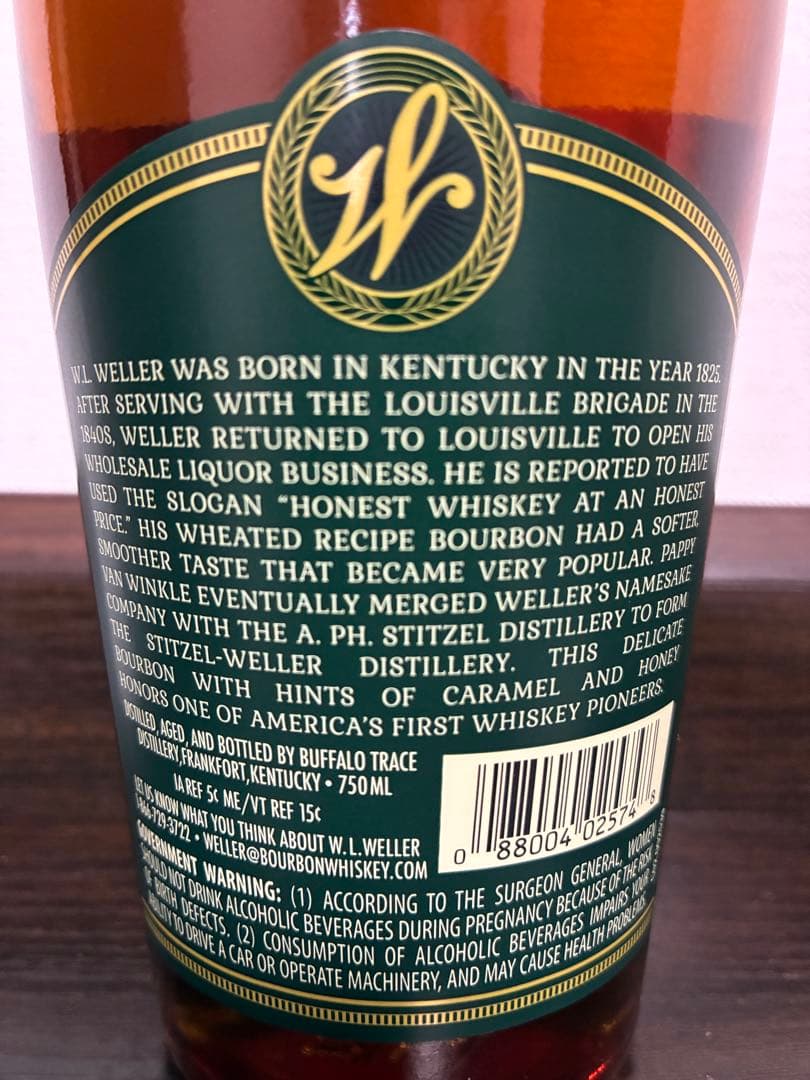 W
W.L. WELLER WAS BORN IN KENTUCKY IN THE YEAR 1825.
AFTER SERVING WITH THE LOUISVILLE BRIGADE IN THE
1840S, WELLER RETURNED TO LOUISVILLE TO OPEN HIS
WHOLESALE LIQUOR BUSINESS. HE IS REPORTED TO HAVE
USED THE SLOGAN “HONEST WHISKEY AT AN HONEST
PRICE.” HIS WHEATED RECIPE BOURBON HAD A SOFTER,
SMOOTHER TASTE THAT BECAME VERY POPULAR. PAPPY
VAN WINKLE EVENTUALLY MERGED WELLER’S NAMESAKE
COMPANY WITH THE A. PH. STITZEL DISTILLERY TO FORM
THE STITZEL-WELLER DISTILLERY. THIS DELICATE
BOURBON WITH HINTS OF CARAMEL AND HONEY
HONORS ONE OF AMERICA’S FIRST WHISKEY PIONEERS.
DISTILLED, AGED, AND BOTTLED BY BUFFALO TRACE
DISTILLERY, FRANKFORT, KENTUCKY • 750 ML
IA REF 5¢ ME/VT REF 15¢
LET US KNOW WHAT YOU THINK ABOUT W.L.WELLER
1-866-729-3722 • WELLER@BOURBONWHISKEY.COM
0 88004 02574 8
GOVERNMENT WARNING: (1) ACCORDING TO THE SURGEON GENERAL, WOMEN
SHOULD NOT DRINK ALCOHOLIC BEVERAGES DURING PREGNANCY BECAUSE OF THE RISK
OF BIRTH DEFECTS. (2) CONSUMPTION OF ALCOHOLIC BEVERAGES IMPAIRS YOUR
ABILITY TO DRIVE A CAR OR OPERATE MACHINERY, AND MAY CAUSE HEALTH PROBLEMS.